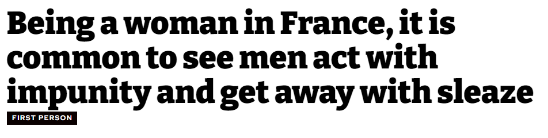 Being a woman in France, it is
common to see men act with
impunity and get away with sleaze
FIRST PERSON